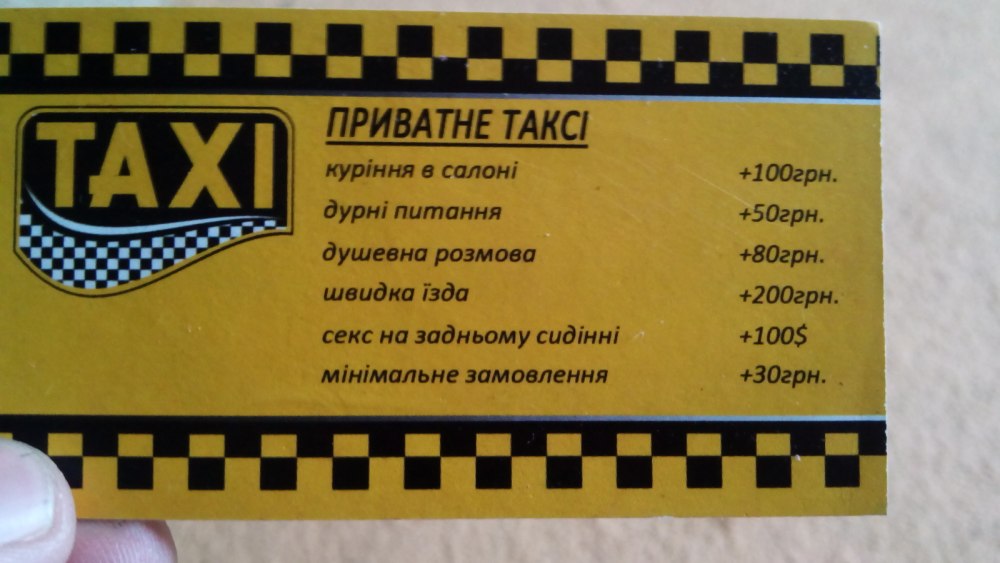 TAXI
ПРИВАТНЕ ТАКСІ
куріння в салоні +100грн.
дурні питання +50грн.
душевна розмова +80грн.
швидка їзда +200грн.
секс на задньому сидінні +100$
мінімальне замовлення +30грн.